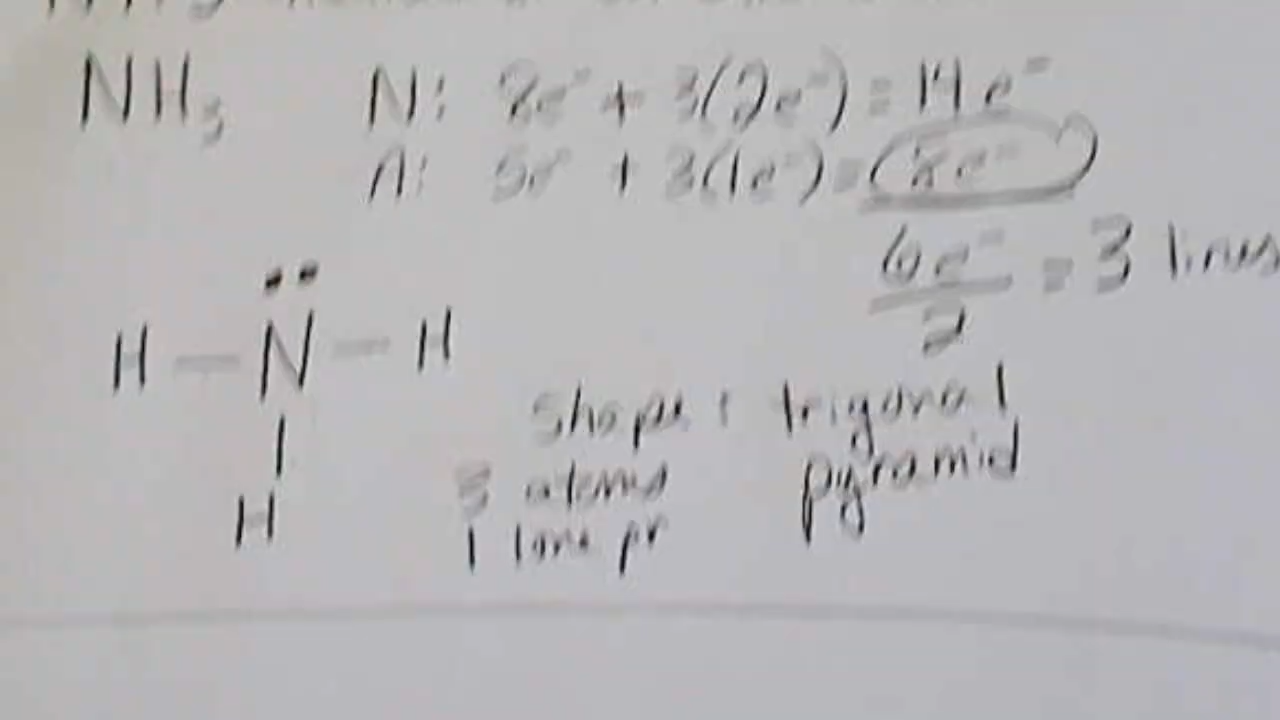 NH₃ N: 8e⁻ + 3(2e⁻) = 14e⁻
A: 5e⁻ + 3(1e⁻) = 8e⁻
6e⁻ = 3 lines
2
H – N – H
H
shape: trigonal
pyramid
3 atoms
1 lone pr